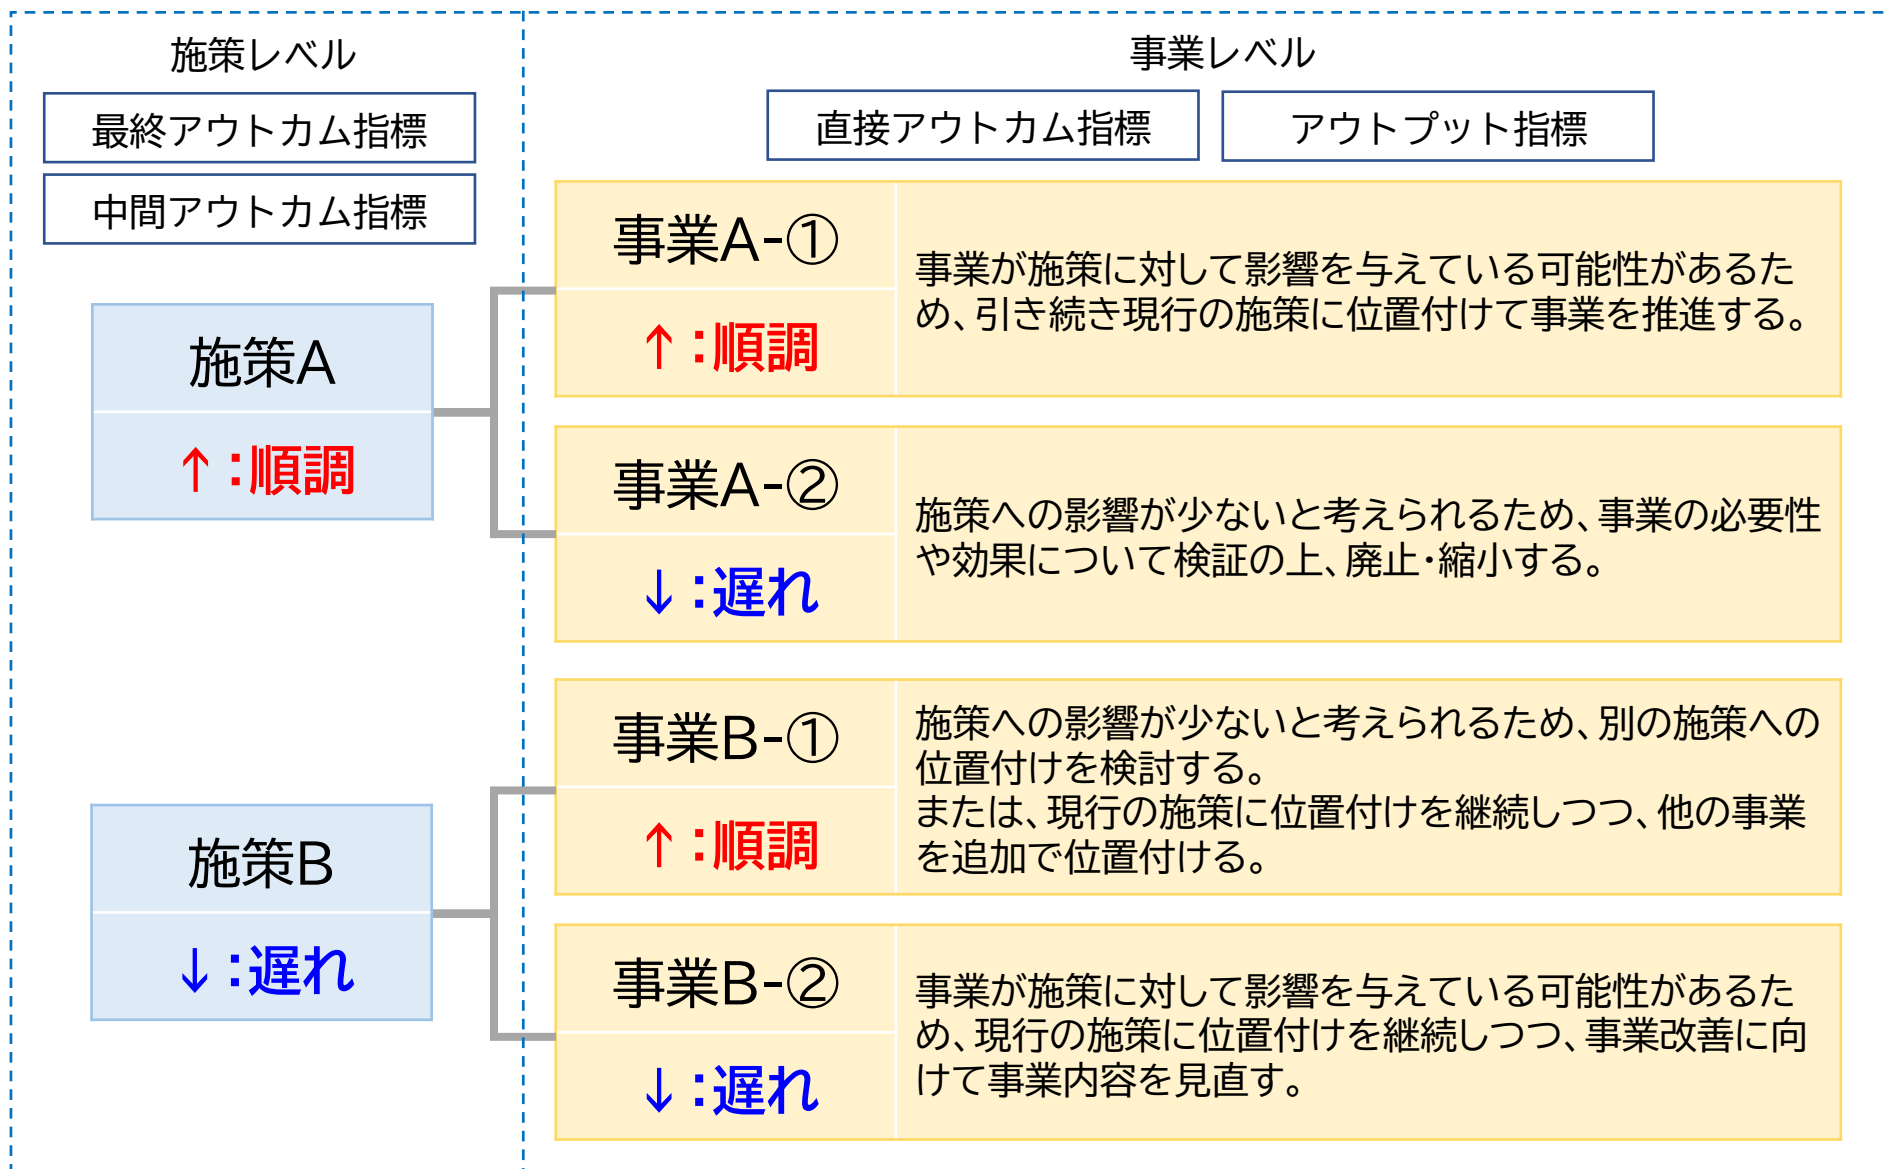 施策レベル
最終アウトカム指標
中間アウトカム指標
事業レベル
直接アウトカム指標
アウトプット指標
施策A
↑:順調
事業A-①
↑:順調
事業が施策に対して影響を与えている可能性があるた
め、引き続き現行の施策に位置付けて事業を推進する。
事業A-②
↓:遅れ
施策への影響が少ないと考えられるため、事業の必要性
や効果について検証の上、廃止・縮小する。
施策B
↓:遅れ
事業B-①
↑:順調
施策への影響が少ないと考えられるため、別の施策への
位置付けを検討する。
または、現行の施策に位置付けを継続しつつ、他の事業
を追加で位置付ける。
事業B-②
↓:遅れ
事業が施策に対して影響を与えている可能性があるた
め、現行の施策に位置付けを継続しつつ、事業改善に向
けて事業内容を見直す。